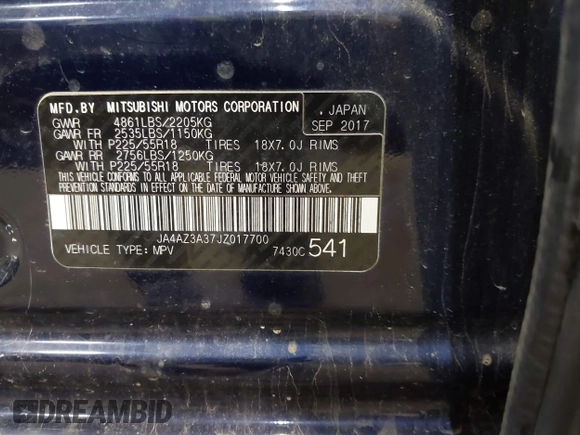 MFD.BY MITSUBISHI MOTORS CORPORATION . JAPAN
GVWR 4861LBS/2205KG SEP 2017
GAWR FR 2535LBS/1150KG
WITH P225/55R18 TIRES 18X7.0J RIMS
GAWR RR 2756LBS/1250KG
WITH P225/55R18 TIRES 18X7.0J RIMS
THIS VEHICLE CONFORMS TO ALL APPLICABLE FEDERAL MOTOR VEHICLE SAFETY AND THEFT
PREVENTION STANDARDS IN EFFECT ON THE DATE OF MANUFACTURE SHOWN ABOVE.
JA4AZ3A37JZ017700
VEHICLE TYPE: MPV 7430C 541
DREAMBID